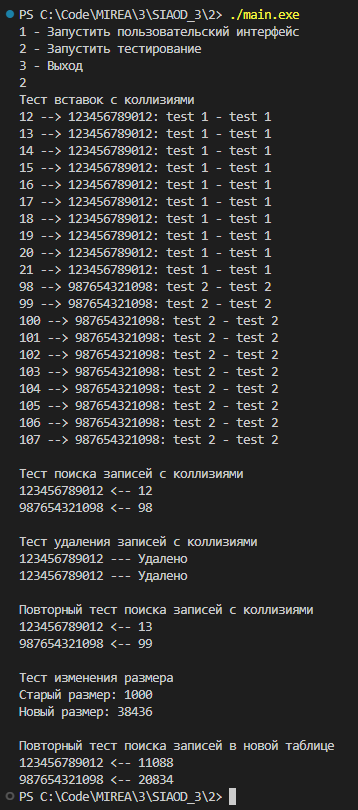 PS C:\Code\MIREA\3\SIAOD_3\2> ./main.exe
1 - Запустить пользовательский интерфейс
2 - Запустить тестирование
3 - Выход
2
Тест вставок с коллизиями
12 --> 123456789012: test 1 - test 1
13 --> 123456789012: test 1 - test 1
14 --> 123456789012: test 1 - test 1
15 --> 123456789012: test 1 - test 1
16 --> 123456789012: test 1 - test 1
17 --> 123456789012: test 1 - test 1
18 --> 123456789012: test 1 - test 1
19 --> 123456789012: test 1 - test 1
20 --> 123456789012: test 1 - test 1
21 --> 123456789012: test 1 - test 1
98 --> 987654321098: test 2 - test 2
99 --> 987654321098: test 2 - test 2
100 --> 987654321098: test 2 - test 2
101 --> 987654321098: test 2 - test 2
102 --> 987654321098: test 2 - test 2
103 --> 987654321098: test 2 - test 2
104 --> 987654321098: test 2 - test 2
105 --> 987654321098: test 2 - test 2
106 --> 987654321098: test 2 - test 2
107 --> 987654321098: test 2 - test 2
Тест поиска записей с коллизиями
123456789012 <-- 12
987654321098 <-- 98
Тест удаления записей с коллизиями
123456789012 --- Удалено
123456789012 --- Удалено
Повторный тест поиска записей с коллизиями
123456789012 <-- 13
987654321098 <-- 99
Тест изменения размера
Старый размер: 1000
Новый размер: 38436
Повторный тест поиска записей в новой таблице
123456789012 <-- 11088
987654321098 <-- 20834
PS C:\Code\MIREA\3\SIAOD_3\2>